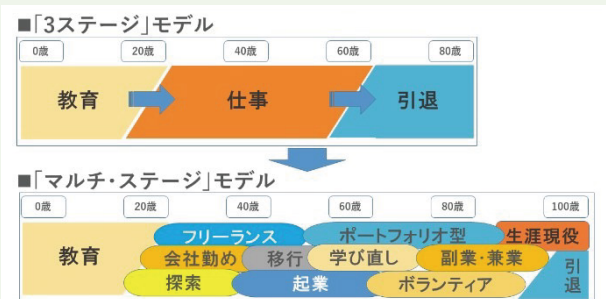 ■「3ステージ」モデル
0歳 20歳 40歳 60歳 80歳
教育 仕事 引退
■「マルチ・ステージ」モデル
0歳 20歳 40歳 60歳 80歳 100歳
フリーランス ポートフォリオ型 生涯現役
教育 会社勤め 移行 学び直し 副業・兼業 引退
探索 起業 ボランティア